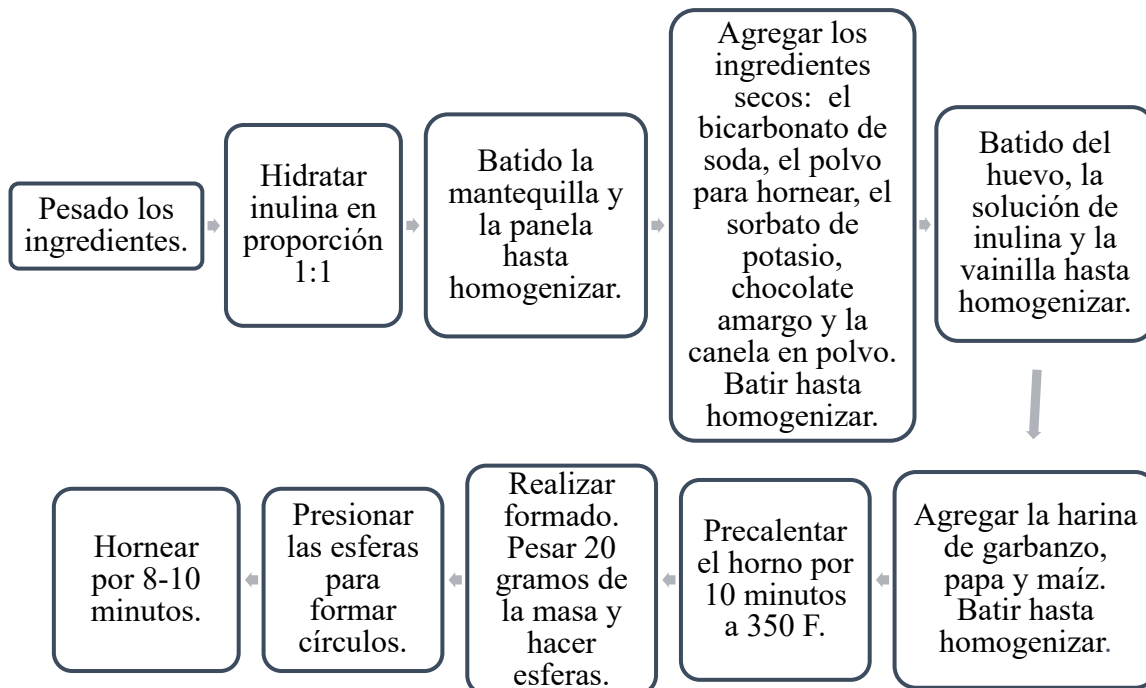 Pesado los
ingredientes.
Hidratar
inulina en
proporción
1:1
Batido la
mantequilla y
la panela
hasta
homogenizar.
Agregar los
ingredientes
secos: el
bicarbonato de
soda, el polvo
para hornear, el
sorbato de
potasio,
chocolate
amargo y la
canela en polvo.
Batir hasta
homogenizar.
Batido del
huevo, la
solución de
inulina y la
vainilla hasta
homogenizar.
Agregar la harina
de garbanzo,
papa y maíz.
Batir hasta
homogenizar.
Precalentar
el horno por
10 minutos
a 350 F.
Realizar
formado.
Pesar 20
gramos de
la masa y
hacer
esferas.
Presionar
las esferas
para
formar
círculos.
Hornear
por 8-10
minutos.